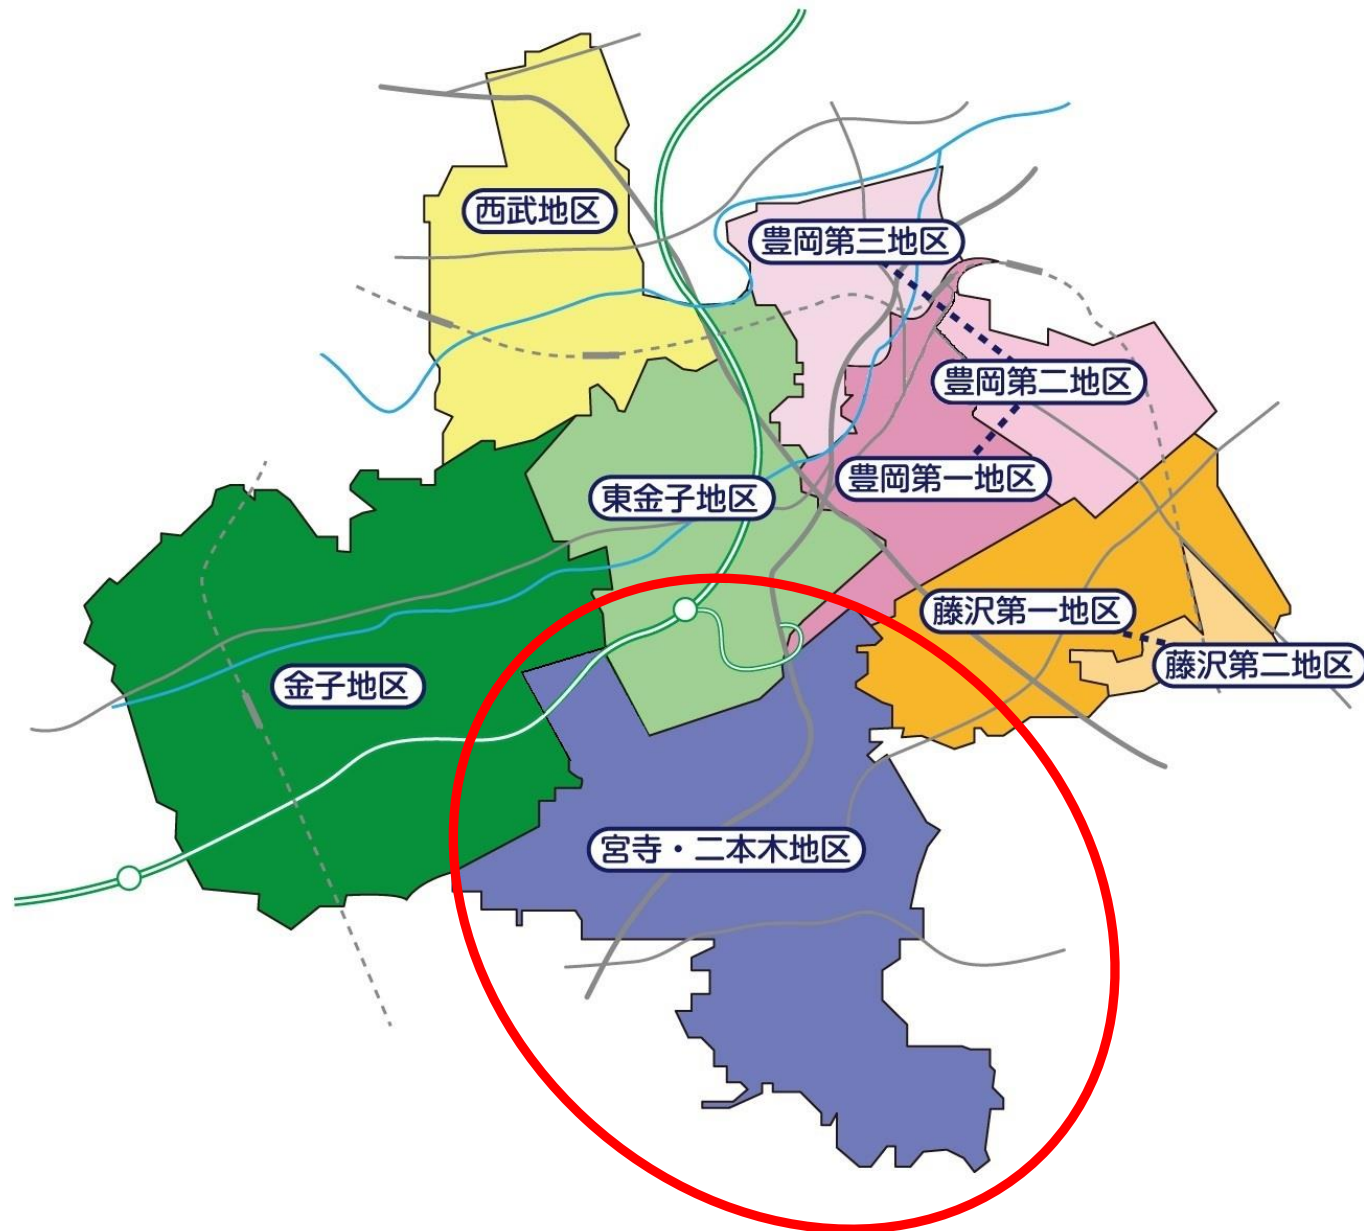 西武地区
豊岡第三地区
豊岡第二地区
豊岡第一地区
東金子地区
藤沢第一地区
藤沢第二地区
金子地区
宮寺・二本木地区